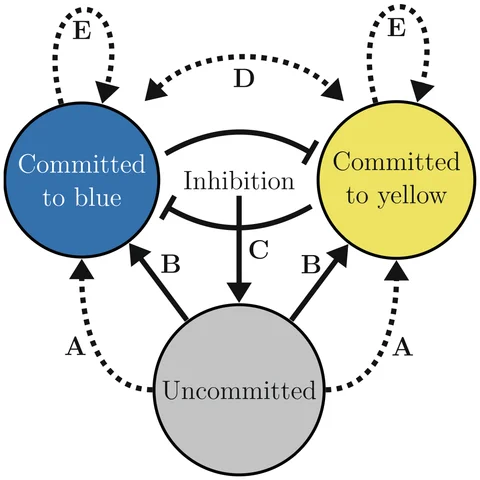 E
E
D
Committed
to blue
Inhibition
Committed
to yellow
C
B
B
A
A
Uncommitted